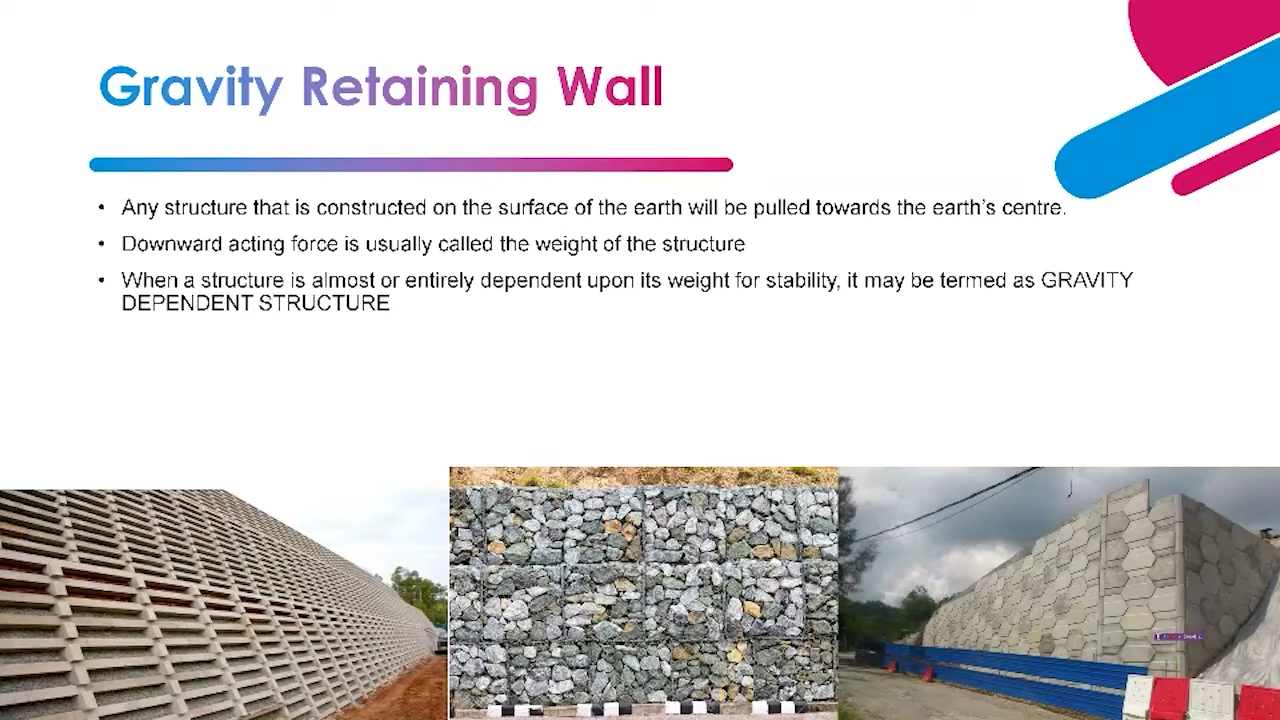 Gravity Retaining Wall
• Any structure that is constructed on the surface of the earth will be pulled towards the earth's centre.
• Downward acting force is usually called the weight of the structure
• When a structure is almost or entirely dependent upon its weight for stability, it may be termed as GRAVITY
DEPENDENT STRUCTURE